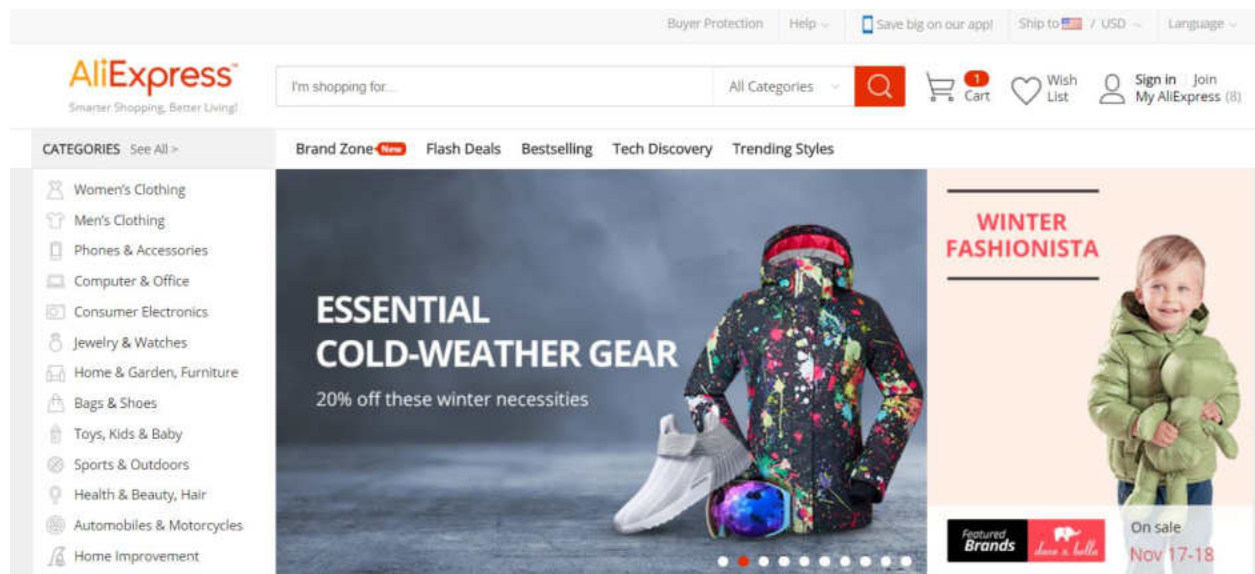 Buyer Protection Help Save big on our app! Ship to / USD Language
AliExpress™
Smarter Shopping, Better Living!
I'm shopping for...
All Categories
1
Cart
Wish
List
Sign in Join
My AliExpress (8)
CATEGORIES See All >
Brand Zone New Flash Deals Bestselling Tech Discovery Trending Styles
Women's Clothing
Men's Clothing
Phones & Accessories
Computer & Office
Consumer Electronics
Jewelry & Watches
Home & Garden, Furniture
Bags & Shoes
Toys, Kids & Baby
Sports & Outdoors
Health & Beauty, Hair
Automobiles & Motorcycles
Home Improvement
ESSENTIAL
COLD-WEATHER GEAR
20% off these winter necessities
WINTER
FASHIONISTA
Featured
Brands
dave & bella
On sale
Nov 17-18